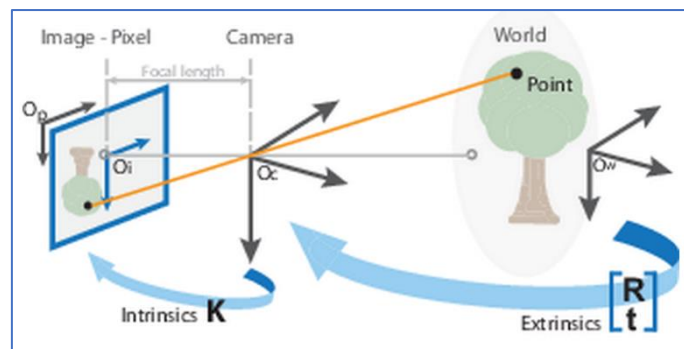 Image - Pixel
Camera
World
Focal length
Point
Op
Oi
Oc
Ow
Intrinsics K
Extrinsics [R t]